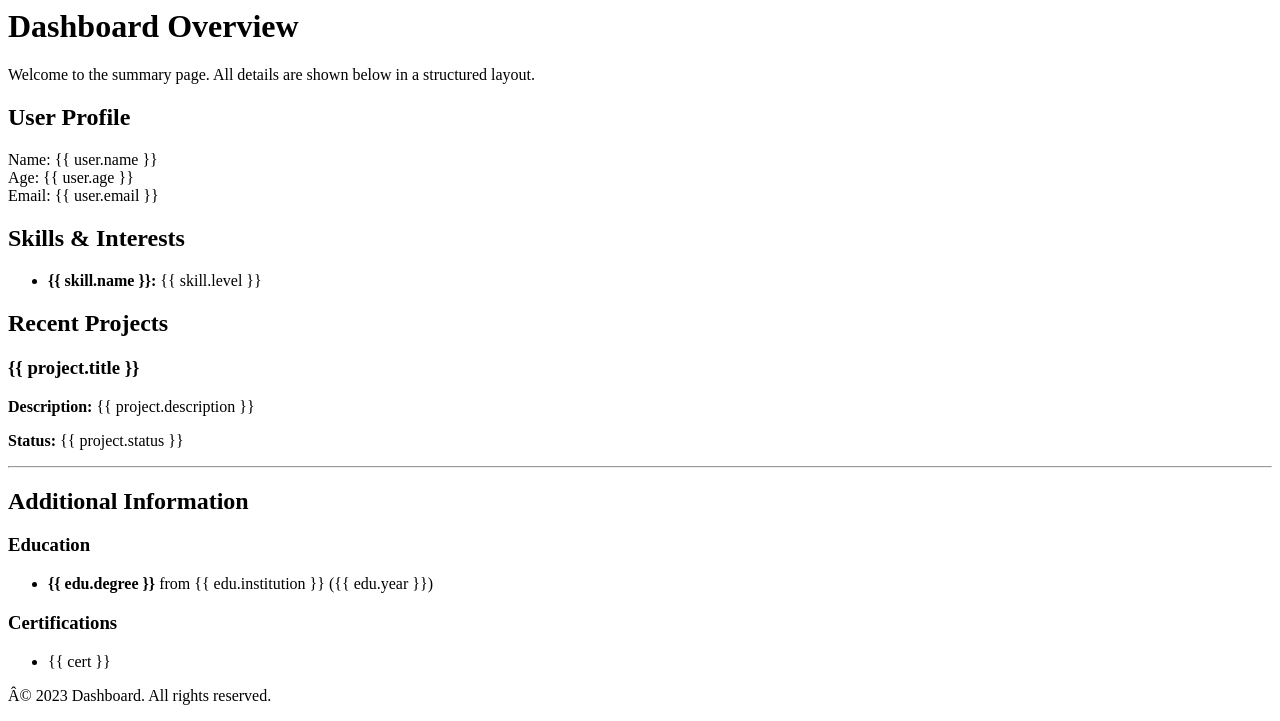 Dashboard Overview
Welcome to the summary page. All details are shown below in a structured layout.
User Profile
Name: {{ user.name }}
Age: {{ user.age }}
Email: {{ user.email }}
Skills & Interests
{{ skill.name }}: {{ skill.level }}
Recent Projects
{{ project.title }}
Description: {{ project.description }}
Status: {{ project.status }}
Additional Information
Education
{{ edu.degree }} from {{ edu.institution }} ({{ edu.year }})
Certifications
{{ cert }}
Â© 2023 Dashboard. All rights reserved.